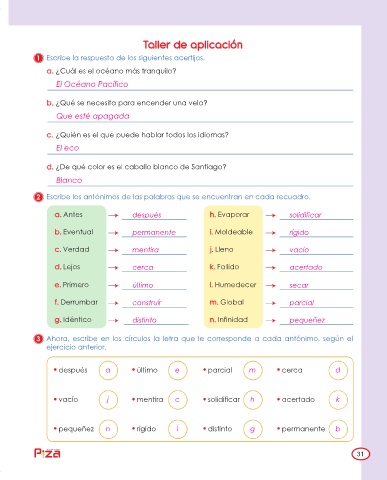 Taller de aplicación
1 Escribe la respuesta de los siguientes acertijos.
a. ¿Cuál es el océano más tranquilo?
El Océano Pacífico
b. ¿Qué se necesita para encender una vela?
Que esté apagada
c. ¿Quién es el que puede hablar todos los idiomas?
El eco
d. ¿De qué color es el caballo blanco de Santiago?
Blanco
2 Escribe los antónimos de las palabras que se encuentran en cada recuadro.
a. Antes → después h. Evaporar → solidificar
b. Eventual → permanente i. Moldeable → rígido
c. Verdad → mentira j. Lleno → vacío
d. Lejos → cerca k. Fallido → acertado
e. Primero → último l. Humedecer → secar
f. Derrumbar → construir m. Global → parcial
g. Idéntico → distinto n. Infinidad → pequeñez
3 Ahora, escribe en los círculos la letra que le corresponde a cada antónimo, según el
ejercicio anterior.
• después a • último e • parcial m • cerca d
• vacío j • mentira c • solidificar h • acertado k
• pequeñez n • rígido i • distinto g • permanente b
Pizza
31